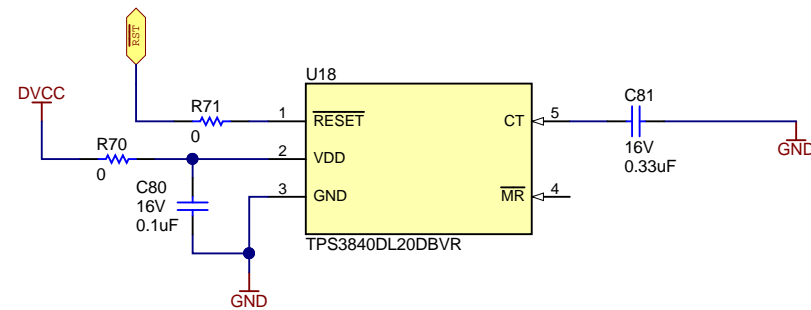 RST
U18
DVCC
R71
0
1
RESET
R70
0
2
VDD
C80
16V
0.1uF
3
GND
CT
5
C81
16V
0.33uF
GND
MR
4
TPS3840DL20DBVR
GND